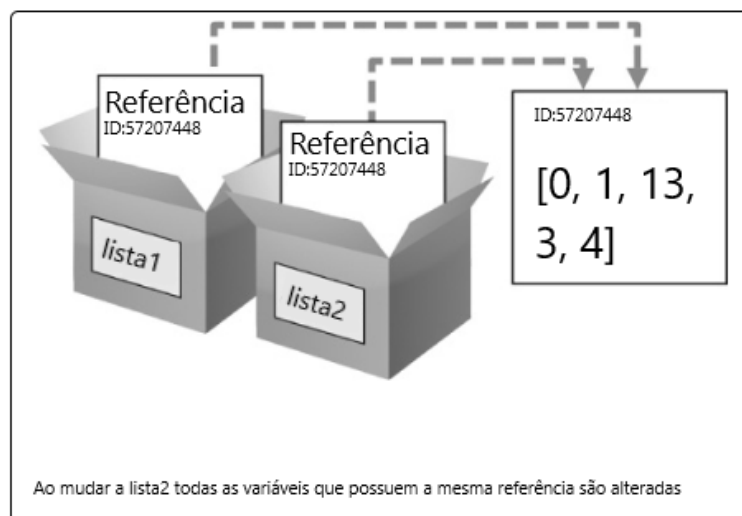 Referência
ID:57207448
Referência
ID:57207448
ID:57207448
[0, 1, 13,
3, 4]
lista1
lista2
Ao mudar a lista2 todas as variáveis que possuem a mesma referência são alteradas